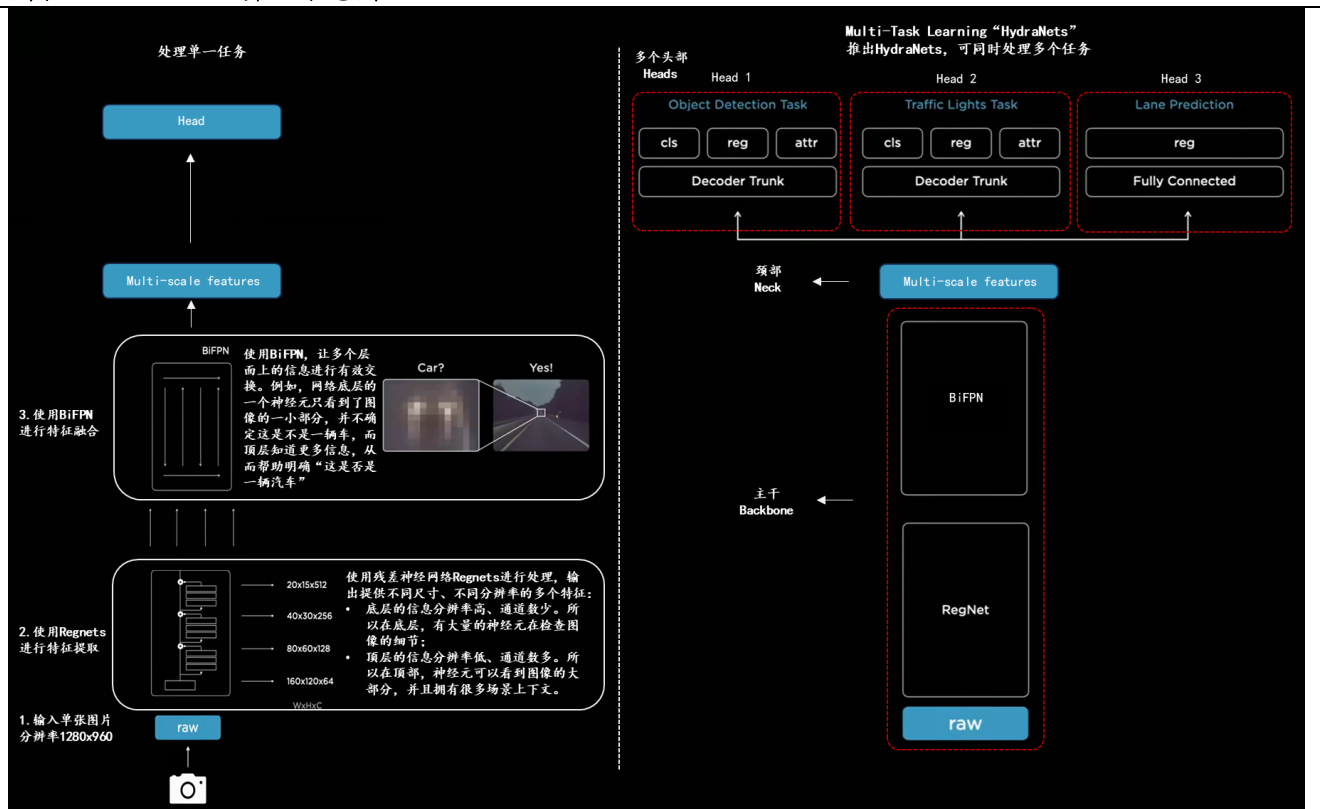 处理单一任务
Head
Multi-scale features
BiFPN
使用BiFPN，让多个层
面上的信息进行有效交
换。例如，网络底层的
一个神经元只看到了图
像的一小部分，并不确
定这是不是一辆车，而
顶层知道更多信息，从
而帮助明确“这是否是
一辆汽车”
Car?
Yes!
3.使用BiFPN
进行特征融合
20x15x512
40x30x256
80x60x128
160x120x64
WxHxC
使用残差神经网络Regnets进行处理，输
出提供不同尺寸、不同分辨率的多个特征：
• 底层的信息分辨率高、通道数少。所
以在底层，有大量的神经元在检查图
像的细节；
• 顶层的信息分辨率低、通道数多。所
以在顶部，神经元可以看到图像的大
部分，并且拥有很多场景上下文。
2.使用Regnets
进行特征提取
1.输入单张图片
分辨率1280x960
raw
Multi-Task Learning “HydraNets”
推出HydraNets，可同时处理多个任务
多个头部
Heads
Head 1
Head 2
Head 3
Object Detection Task
cls
reg
attr
Decoder Trunk
Traffic Lights Task
cls
reg
attr
Decoder Trunk
Lane Prediction
reg
Fully Connected
颈部
Neck
Multi-scale features
BiFPN
主干
Backbone
RegNet
raw